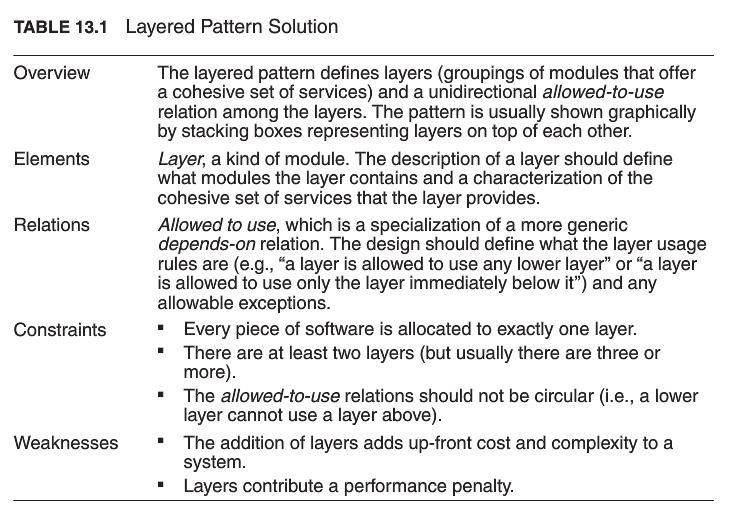 TABLE 13.1 Layered Pattern Solution
Overview The layered pattern defines layers (groupings of modules that offer
a cohesive set of services) and a unidirectional allowed-to-use
relation among the layers. The pattern is usually shown graphically
by stacking boxes representing layers on top of each other.
Elements Layer, a kind of module. The description of a layer should define
what modules the layer contains and a characterization of the
cohesive set of services that the layer provides.
Relations Allowed to use, which is a specialization of a more generic
depends-on relation. The design should define what the layer usage
rules are (e.g., “a layer is allowed to use any lower layer” or “a layer
is allowed to use only the layer immediately below it”) and any
allowable exceptions.
Constraints ▪ Every piece of software is allocated to exactly one layer.
▪ There are at least two layers (but usually there are three or
more).
▪ The allowed-to-use relations should not be circular (i.e., a lower
layer cannot use a layer above).
Weaknesses ▪ The addition of layers adds up-front cost and complexity to a
system.
▪ Layers contribute a performance penalty.